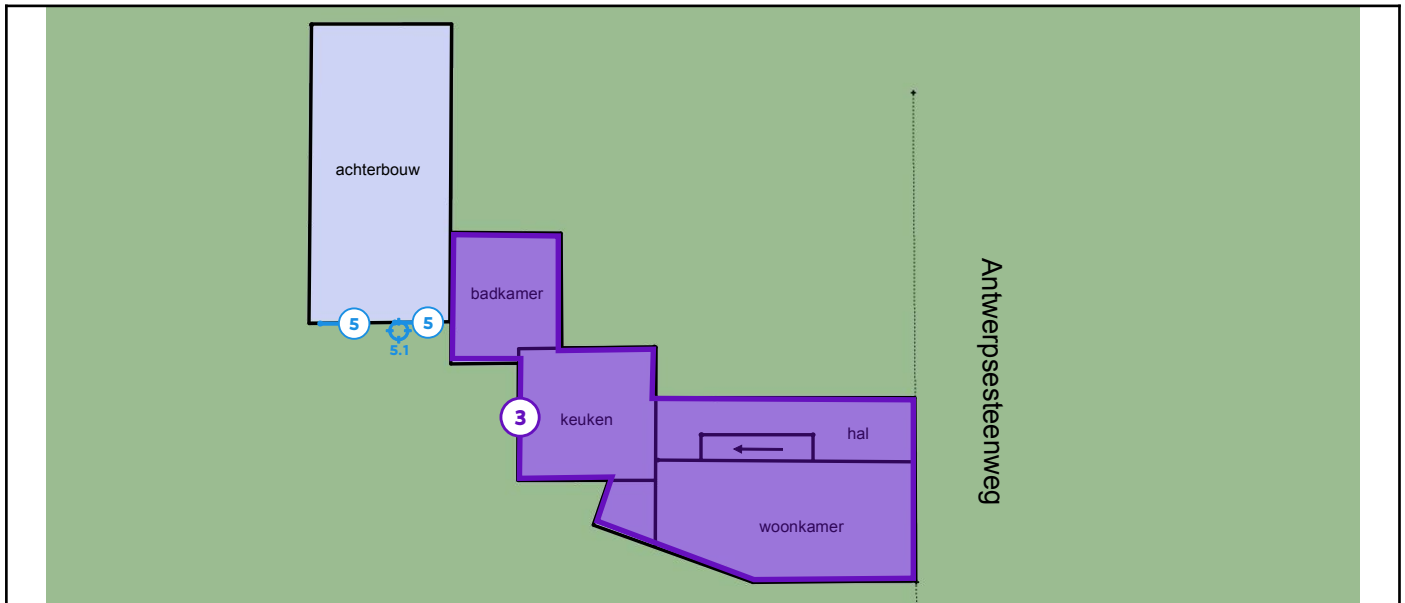 achterbouw
Antwerpsesteenweg
badkamer
5
5
5.1
3
keuken
hal
woonkamer